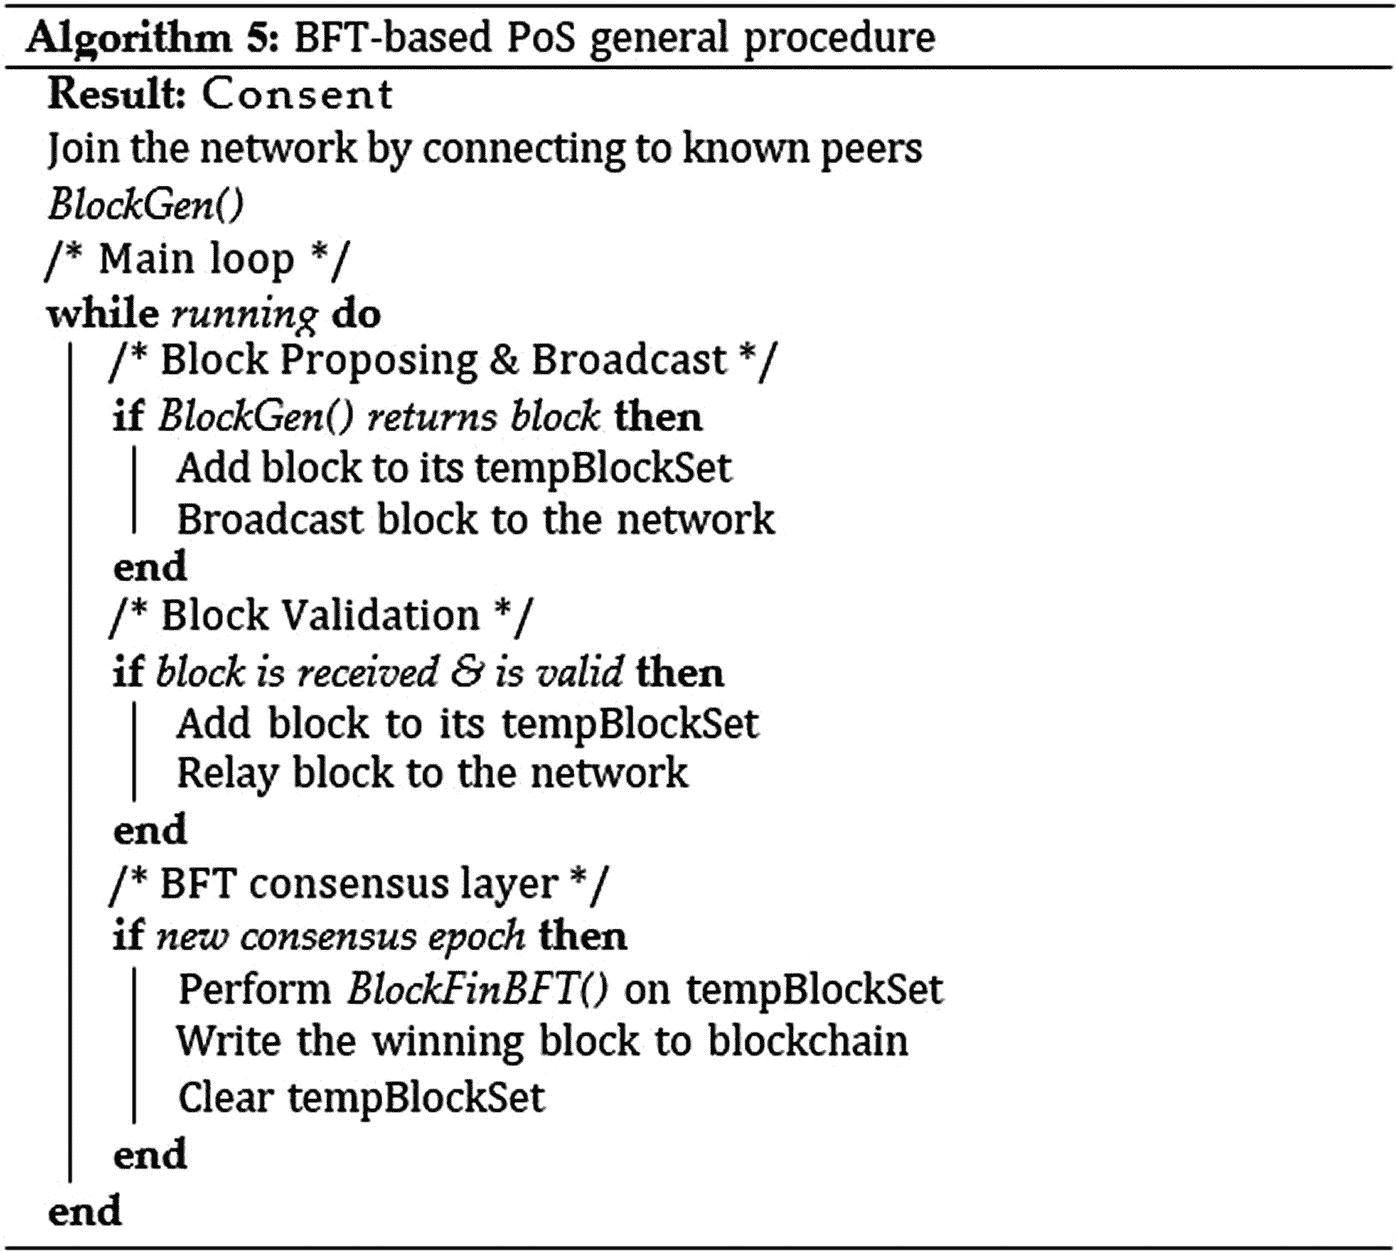 Algorithm 5: BFT-based PoS general procedure
Result: Consent
Join the network by connecting to known peers
BlockGen()
/* Main loop */
while running do
/* Block Proposing & Broadcast */
if BlockGen() returns block then
Add block to its tempBlockSet
Broadcast block to the network
end
/* Block Validation */
if block is received & is valid then
Add block to its tempBlockSet
Relay block to the network
end
/* BFT consensus layer */
if new consensus epoch then
Perform BlockFinBFT() on tempBlockSet
Write the winning block to blockchain
Clear tempBlockSet
end
end